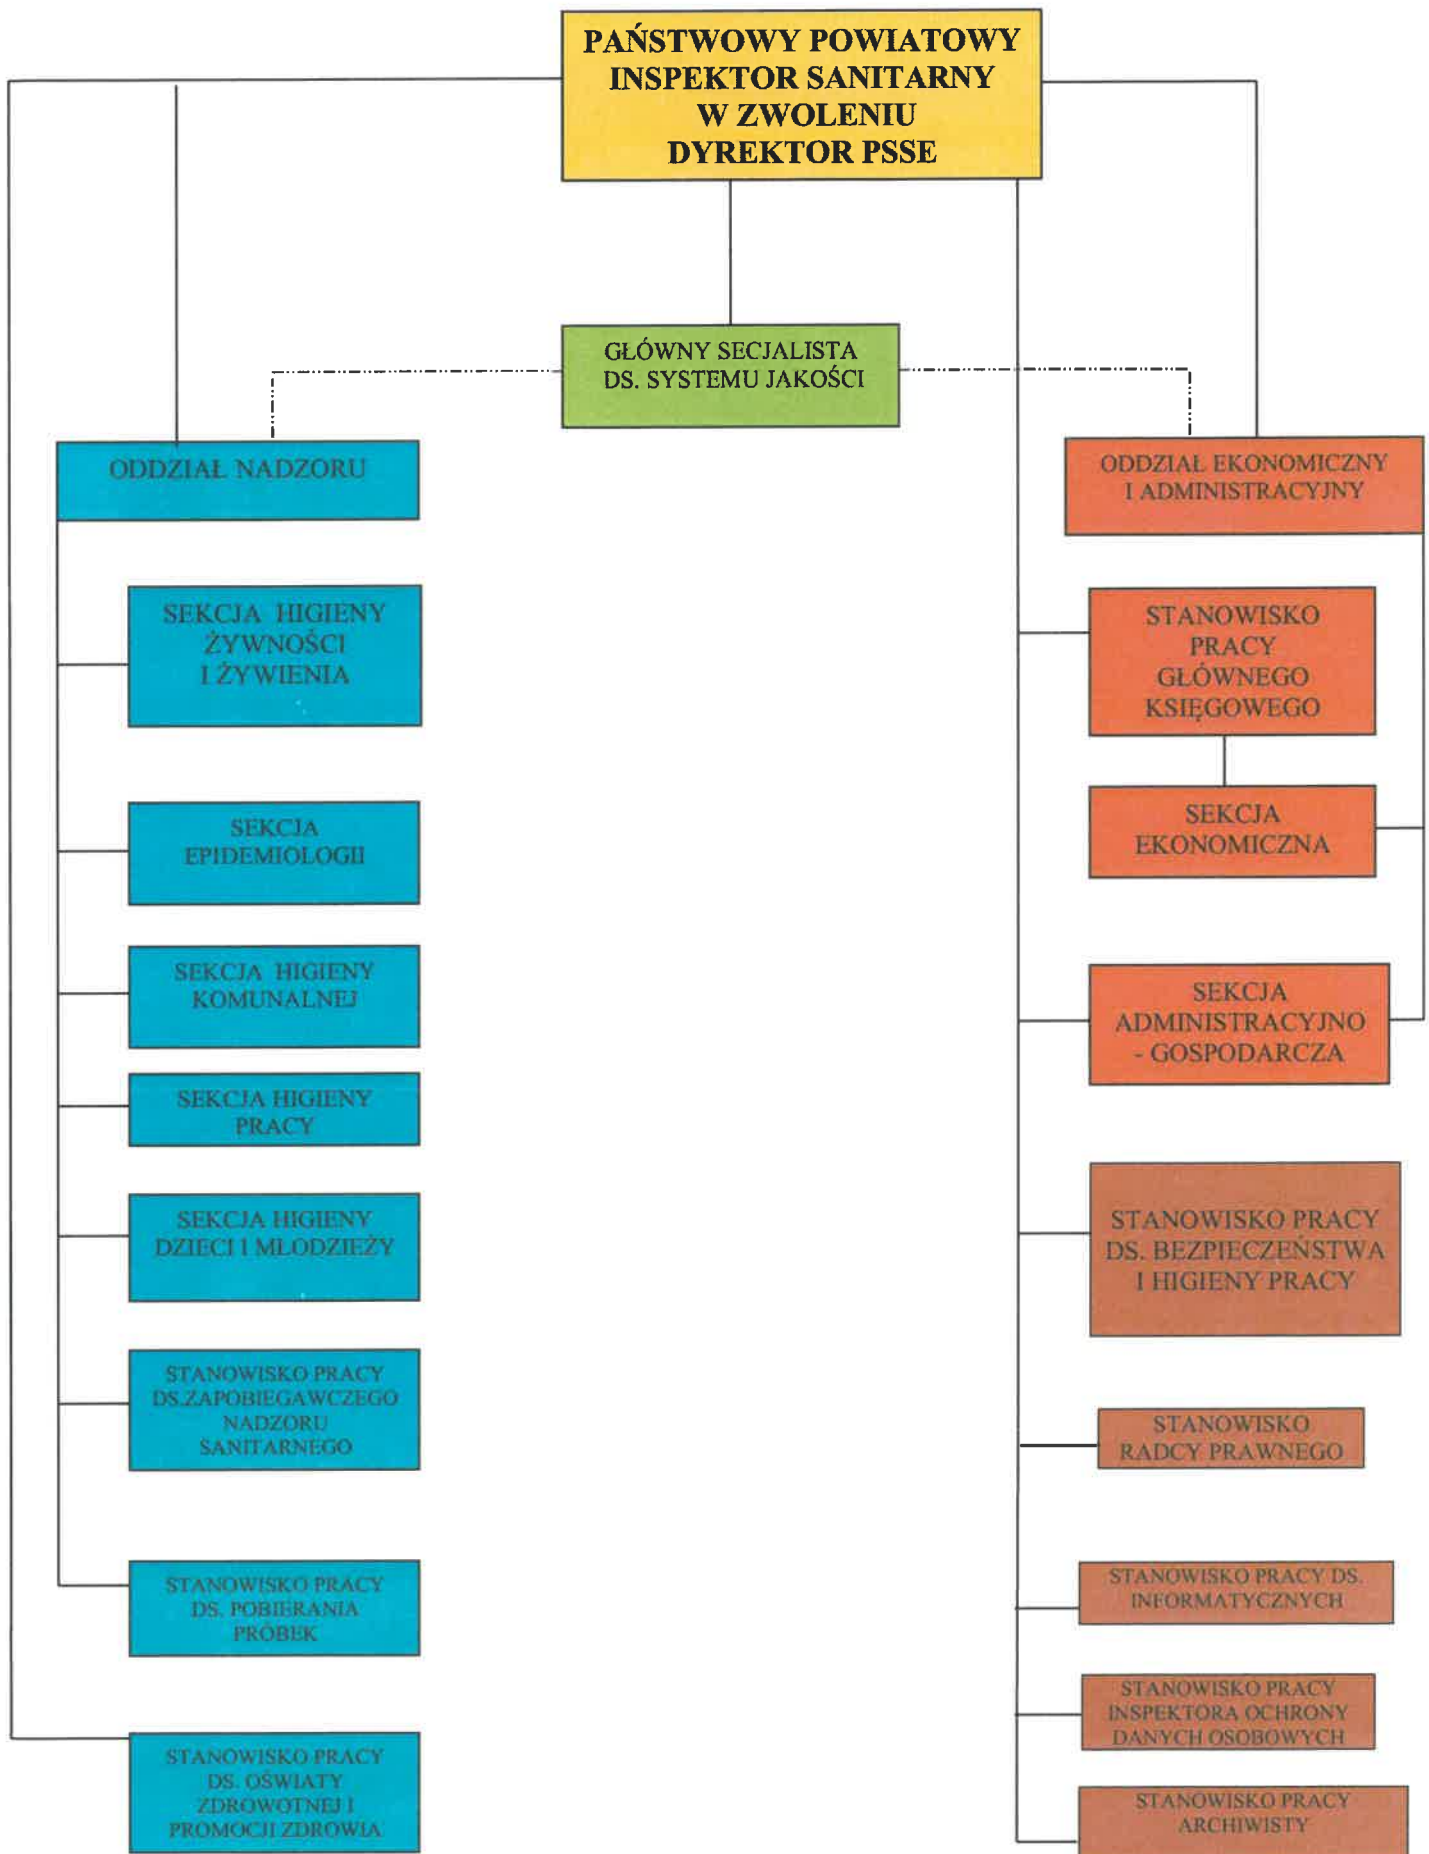 PAŃSTWOWY POWIATOWY
INSPEKTOR SANITARNY
W ZWOLENIU
DYREKTOR PSSE
GŁÓWNY SECJALISTA
DS. SYSTEMU JAKOŚCI
ODDZIAŁ NADZORU
SEKCJA HIGIENY
ŻYWNOŚCI
I ŻYWIENIA
SEKCJA
EPIDEMIOLOGII
SEKCJA HIGIENY
KOMUNALNEJ
SEKCJA HIGIENY
PRACY
SEKCJA HIGIENY
DZIECI I MŁODZIEŻY
STANOWISKO PRACY
DS.ZAPOBIEGAWCZEGO
NADZORU
SANITARNEGO
STANOWISKO PRACY
DS. POBIERANIA
PRÓBEK
STANOWISKO PRACY
DS. OŚWIATY
ZDROWOTNEJ I
PROMOCJI ZDROWIA
ODDZIAŁ EKONOMICZNY
I ADMINISTRACYJNY
STANOWISKO
PRACY
GŁÓWNEGO
KSIĘGOWEGO
SEKCJA
EKONOMICZNA
SEKCJA
ADMINISTRACYJNO
- GOSPODARCZA
STANOWISKO PRACY
DS. BEZPIECZEŃSTWA
I HIGIENY PRACY
STANOWISKO
RADCY PRAWNEGO
STANOWISKO PRACY DS.
INFORMATYCZNYCH
STANOWISKO PRACY
INSPEKTORA OCHRONY
DANYCH OSOBOWYCH
STANOWISKO PRACY
ARCHIWISTY